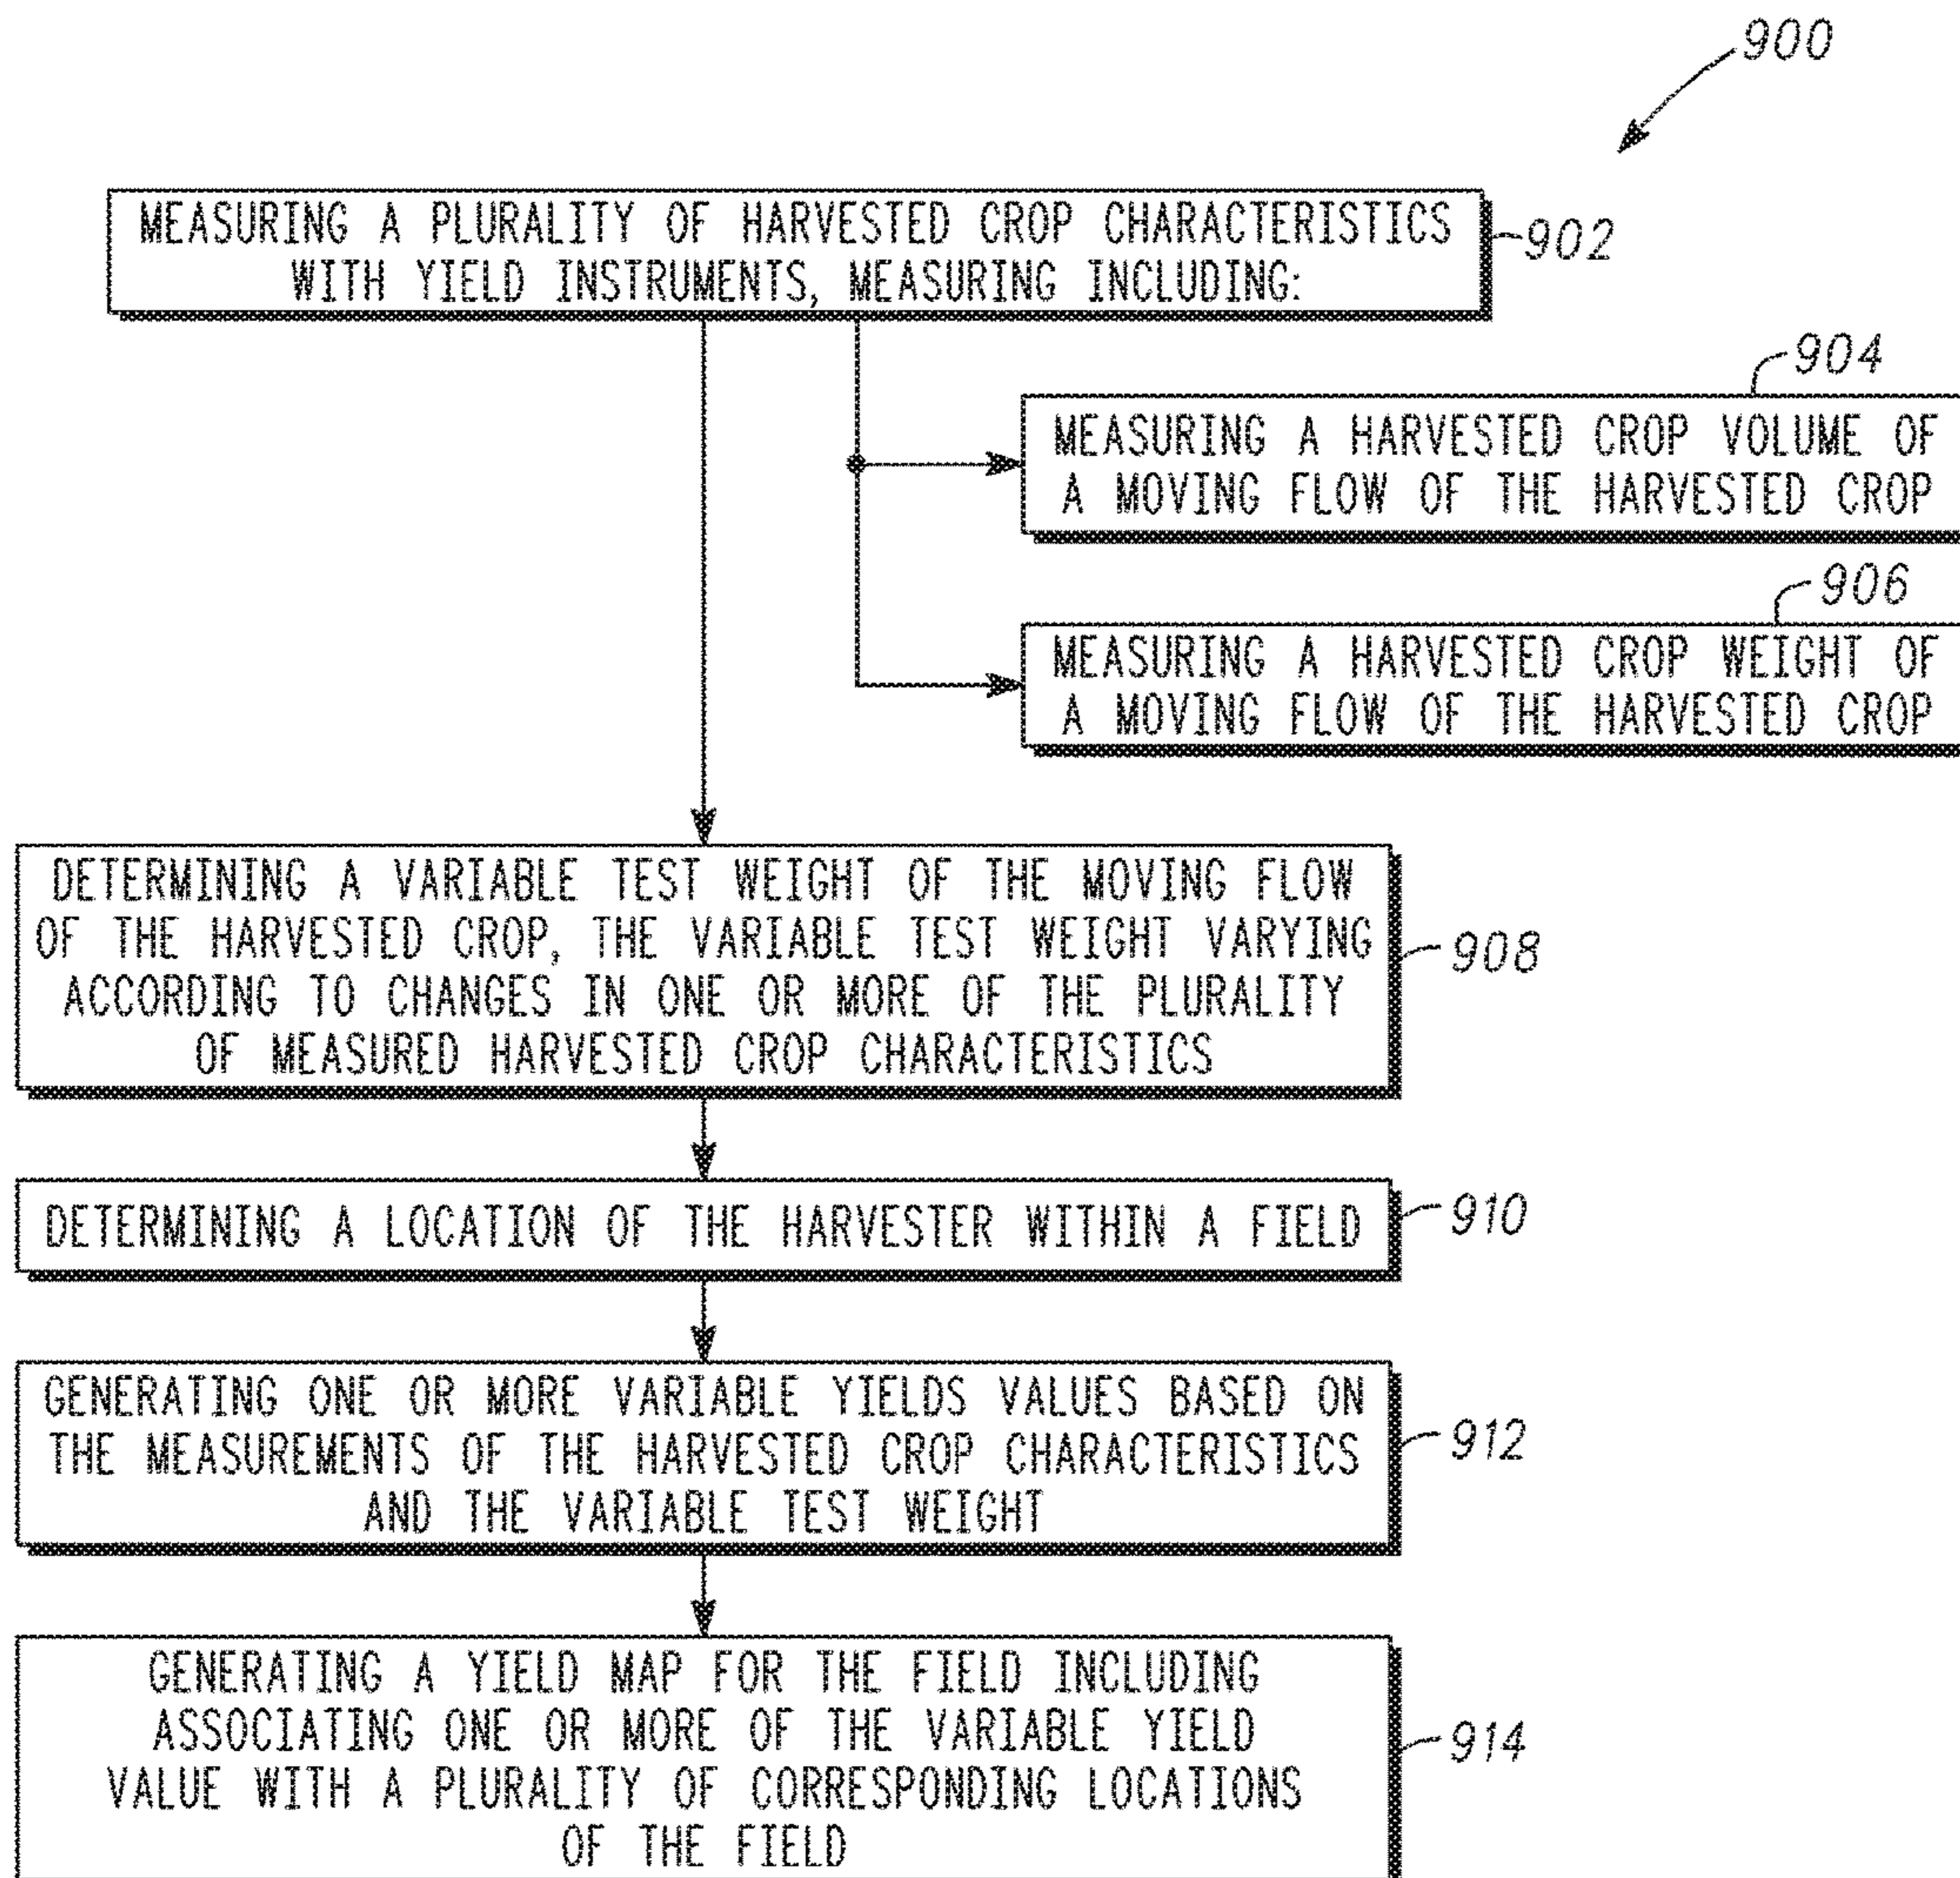 900
MEASURING A PLURALITY OF HARVESTED CROP CHARACTERISTICS
WITH YIELD INSTRUMENTS, MEASURING INCLUDING:
902
904
MEASURING A HARVESTED CROP VOLUME OF
A MOVING FLOW OF THE HARVESTED CROP
906
MEASURING A HARVESTED CROP WEIGHT OF
A MOVING FLOW OF THE HARVESTED CROP
DETERMINING A VARIABLE TEST WEIGHT OF THE MOVING FLOW
OF THE HARVESTED CROP, THE VARIABLE TEST WEIGHT VARYING
ACCORDING TO CHANGES IN ONE OR MORE OF THE PLURALITY
OF MEASURED HARVESTED CROP CHARACTERISTICS
908
DETERMINING A LOCATION OF THE HARVESTER WITHIN A FIELD
910
GENERATING ONE OR MORE VARIABLE YIELDS VALUES BASED ON
THE MEASUREMENTS OF THE HARVESTED CROP CHARACTERISTICS
AND THE VARIABLE TEST WEIGHT
912
GENERATING A YIELD MAP FOR THE FIELD INCLUDING
ASSOCIATING ONE OR MORE OF THE VARIABLE YIELD
VALUE WITH A PLURALITY OF CORRESPONDING LOCATIONS
OF THE FIELD
914